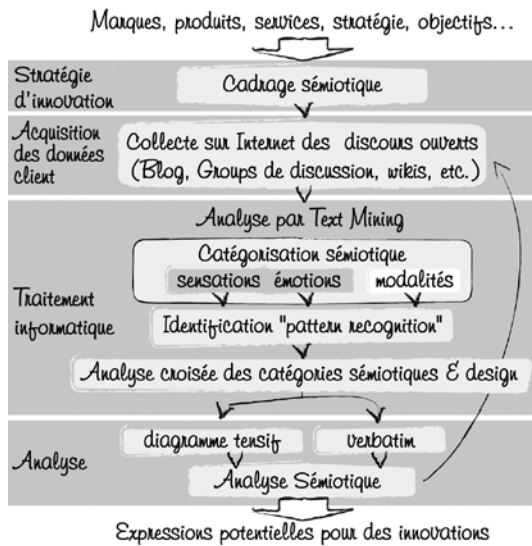 Marques, produits, services, stratégie, objectifs...
Stratégie
d'innovation
Cadrage sémiotique
Acquisition
des données
client
Collecte sur Internet des discours ouverts
(Blog, Groups de discussion, wikis, etc.)
Traitement
informatique
Analyse par Text Mining
Catégorisation sémiotique
sensations émotions modalités
Identification "pattern recognition"
Analyse croisée des catégories sémiotiques & design
Analyse
diagramme tensif verbatim
Analyse Sémiotique
Expressions potentielles pour des innovations